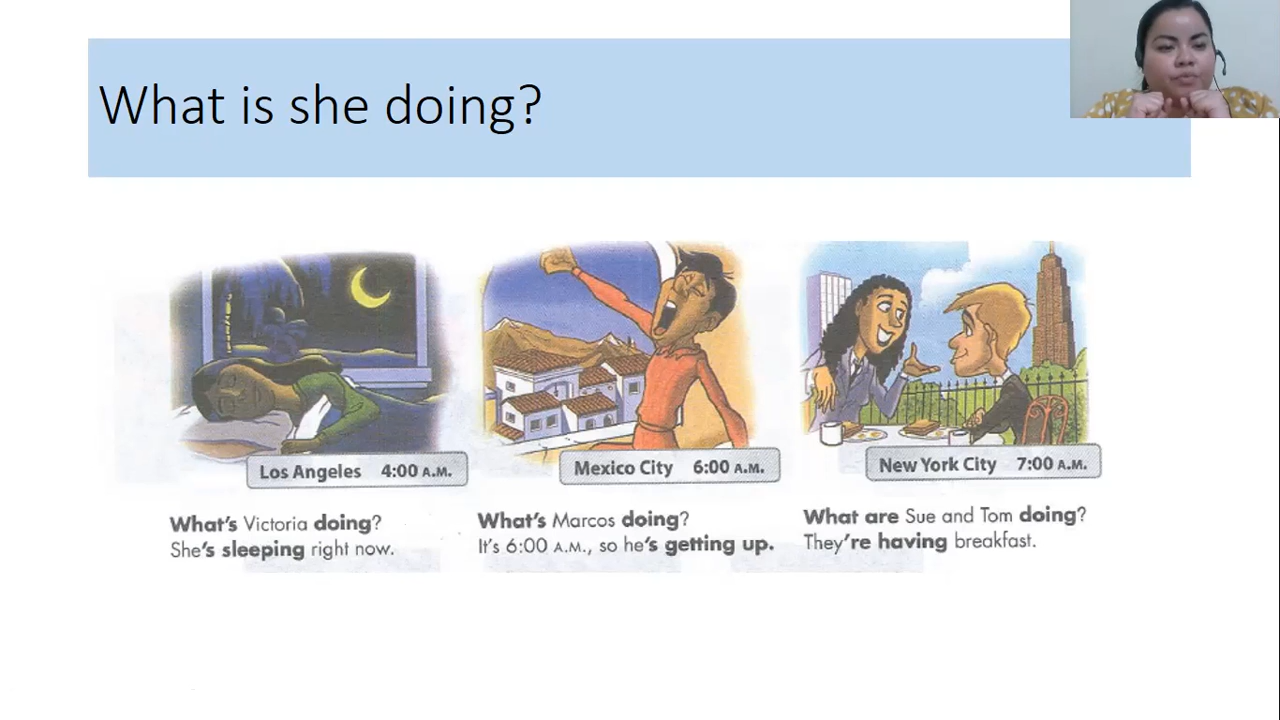 What is she doing?
Los Angeles 4:00 A.M.
What's Victoria doing?
She's sleeping right now.
Mexico City 6:00 A.M.
What's Marcos doing?
It's 6:00 A.M., so he's getting up.
New York City 7:00 A.M.
What are Sue and Tom doing?
They're having breakfast.